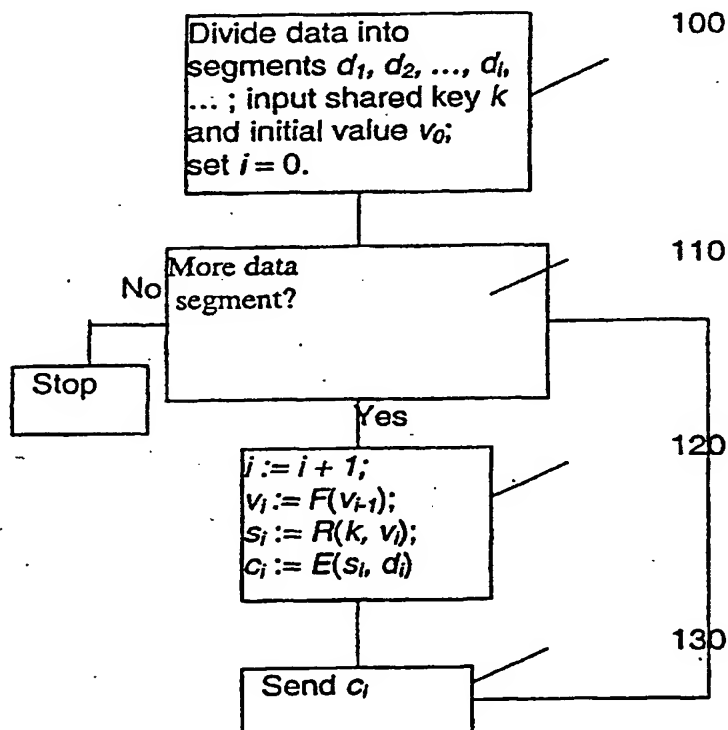 100
Divide data into
segments d₁, d₂, ..., dᵢ,
... ; input shared key k
and initial value v₀;
set i = 0.
110
More data
segment?
No
Stop
Yes
120
i := i + 1;
vᵢ := F(vᵢ₋₁);
sᵢ := R(k, vᵢ);
cᵢ := E(sᵢ, dᵢ)
130
Send cᵢ